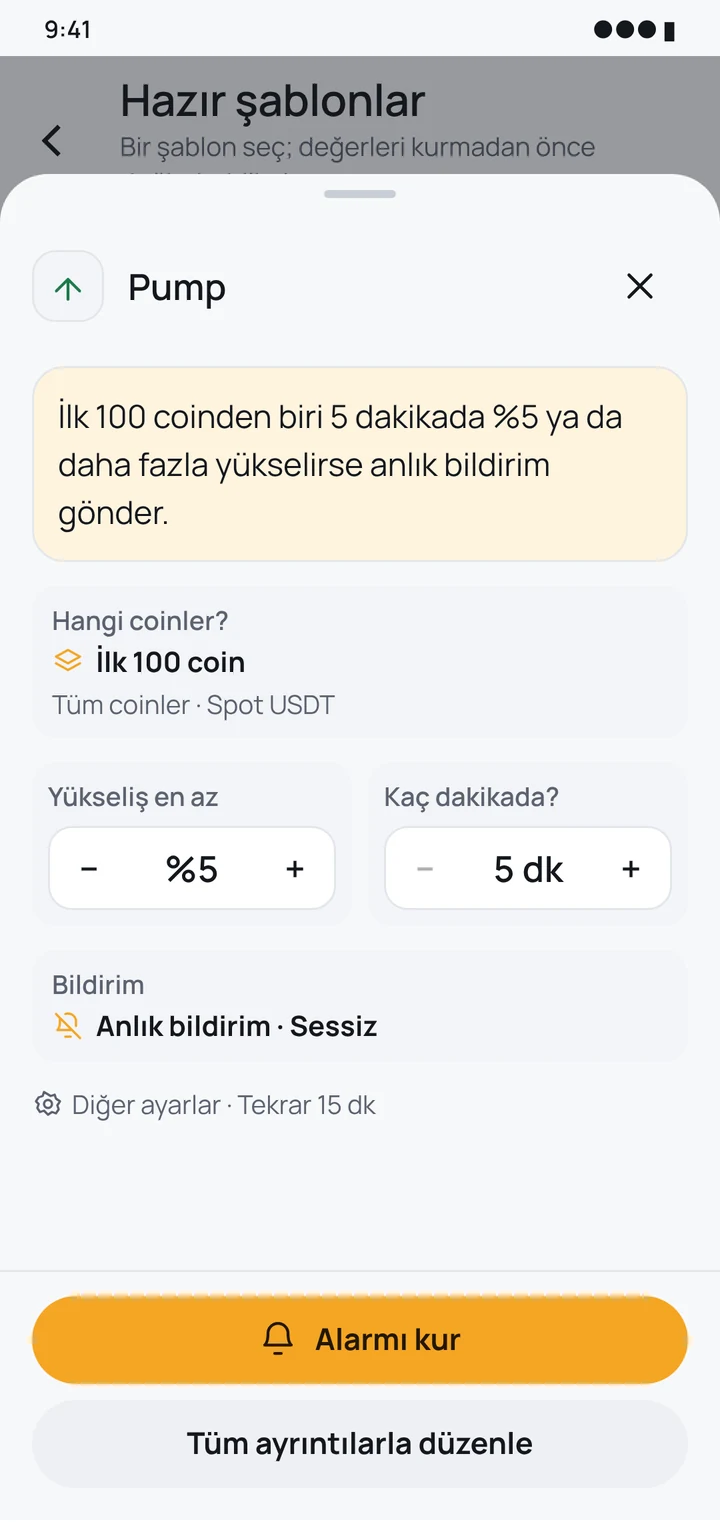 9:41
Hazır şablonlar
Bir şablon seç; değerleri kurmadan önce
Pump
İlk 100 coinden biri 5 dakikada %5 ya da
daha fazla yükselirse anlık bildirim
gönder.
Hangi coinler?
İlk 100 coin
Tüm coinler · Spot USDT
Yükseliş en az
Kaç dakikada?
− %5 +
− 5 dk +
Bildirim
Anlık bildirim · Sessiz
Diğer ayarlar · Tekrar 15 dk
Alarmı kur
Tüm ayrıntılarla düzenle